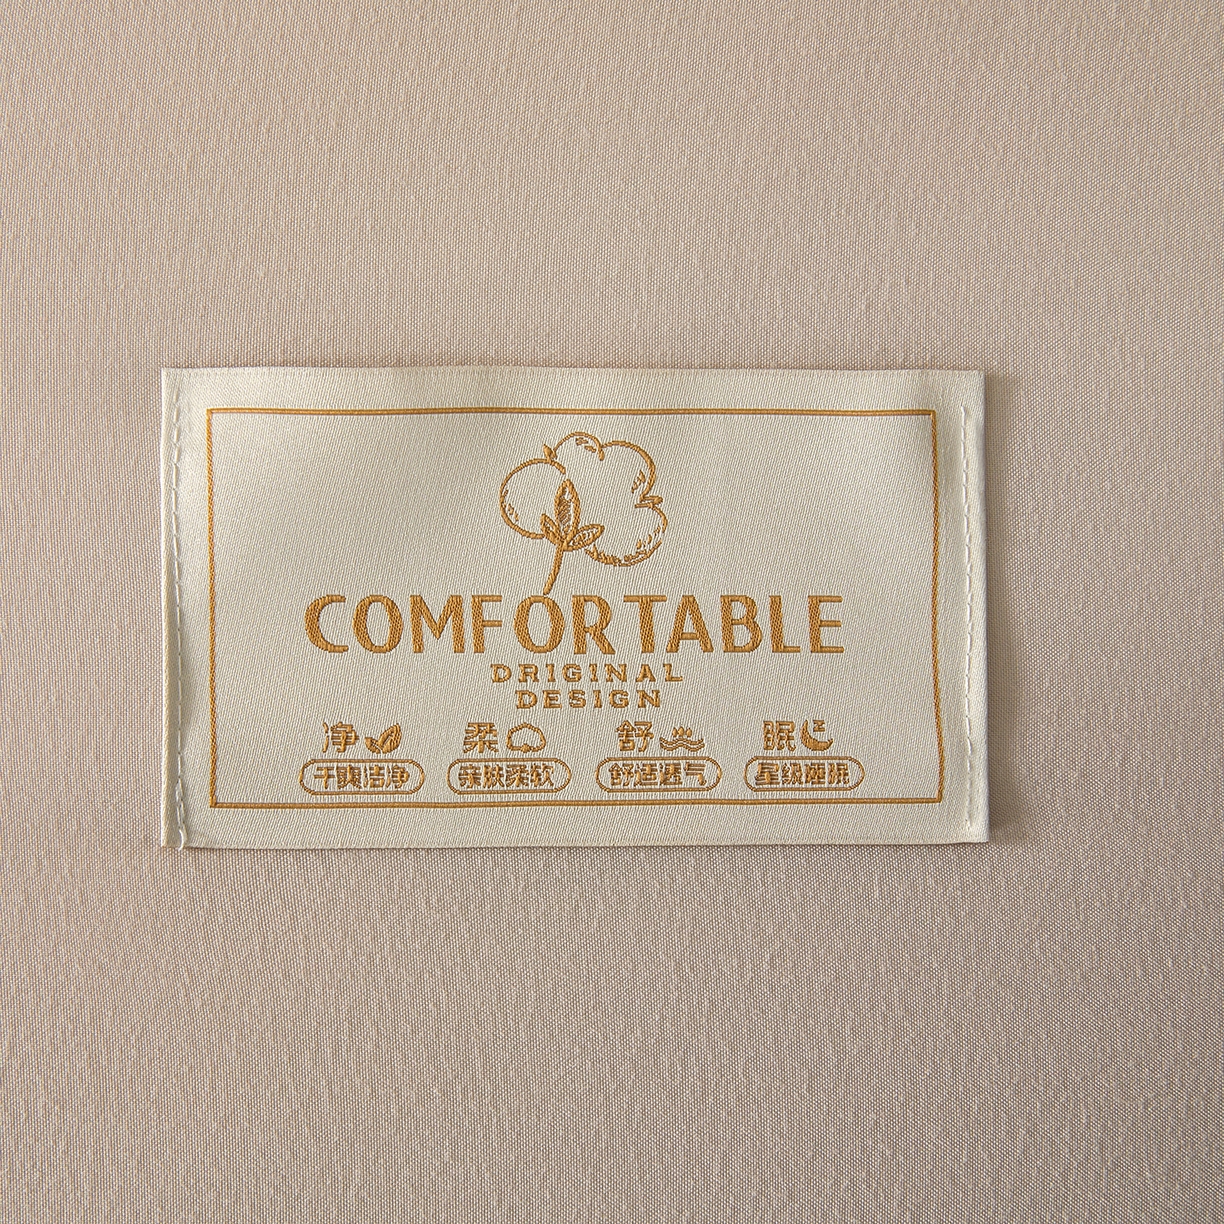 COMFORTABLE
ORIGINAL
DESIGN
净 柔 舒 眠
干爽洁净 亲肤柔软 舒适透气 星级睡眠